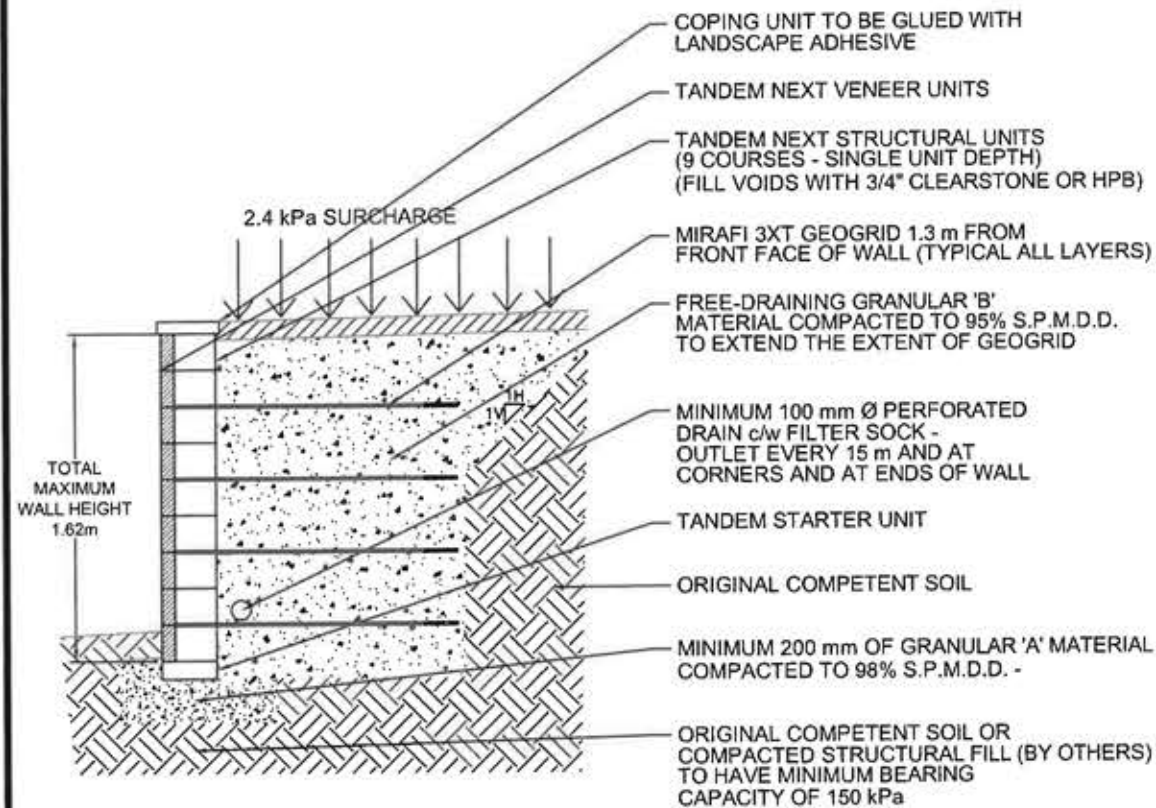 COPING UNIT TO BE GLUED WITH
LANDSCAPE ADHESIVE
TANDEM NEXT VENEER UNITS
TANDEM NEXT STRUCTURAL UNITS
(9 COURSES - SINGLE UNIT DEPTH)
(FILL VOIDS WITH 3/4" CLEARSTONE OR HPB)
2.4 kPa SURCHARGE
MIRAFI 3XT GEOGRID 1.3 m FROM
FRONT FACE OF WALL (TYPICAL ALL LAYERS)
FREE-DRAINING GRANULAR 'B'
MATERIAL COMPACTED TO 95% S.P.M.D.D.
TO EXTEND THE EXTENT OF GEOGRID
1H
1V
MINIMUM 100 mm Ø PERFORATED
DRAIN c/w FILTER SOCK -
OUTLET EVERY 15 m AND AT
CORNERS AND AT ENDS OF WALL
TOTAL
MAXIMUM
WALL HEIGHT
1.62m
TANDEM STARTER UNIT
ORIGINAL COMPETENT SOIL
MINIMUM 200 mm OF GRANULAR 'A' MATERIAL
COMPACTED TO 98% S.P.M.D.D. -
ORIGINAL COMPETENT SOIL OR
COMPACTED STRUCTURAL FILL (BY OTHERS)
TO HAVE MINIMUM BEARING
CAPACITY OF 150 kPa